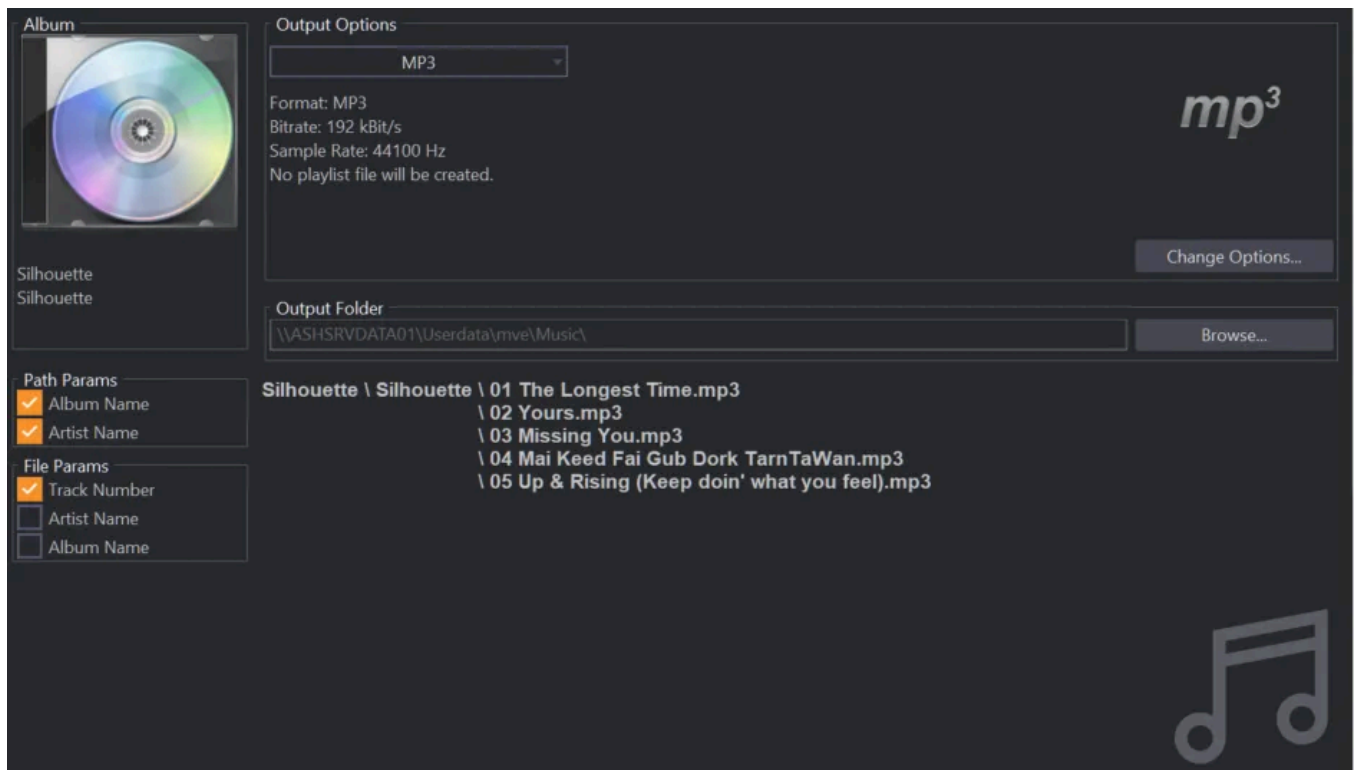 Album
Silhouette
Silhouette
Path Params
Album Name
Artist Name
File Params
Track Number
Artist Name
Album Name
Output Options
MP3
Format: MP3
Bitrate: 192 kBit/s
Sample Rate: 44100 Hz
No playlist file will be created.
mp3
Change Options...
Output Folder
\\ASHSRVDATA01\Userdata\mve\Music\
Browse...
Silhouette \ Silhouette \ 01 The Longest Time.mp3
\ 02 Yours.mp3
\ 03 Missing You.mp3
\ 04 Mai Keed Fai Gub Dork TarnTaWan.mp3
\ 05 Up & Rising (Keep doin' what you feel).mp3